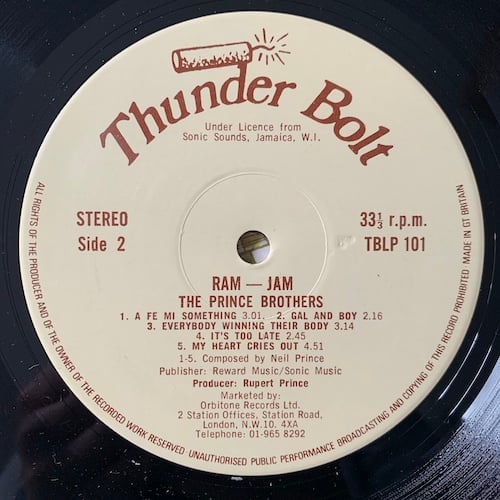 Thunder Bolt
Under Licence from
Sonic Sounds, Jamaica, W.I.
STEREO
Side 2
33⅓ r.p.m.
TBLP 101
RAM — JAM
THE PRINCE BROTHERS
1. A FE MI SOMETHING 3.01. 2. GAL AND BOY 2.16
3. EVERYBODY WINNING THEIR BODY 3.14
4. IT'S TOO LATE 2.45
5. MY HEART CRIES OUT 4.51
1-5. Composed by Neil Prince
Publisher: Reward Music/Sonic Music
Producer: Rupert Prince
Marketed by:
Orbitone Records Ltd.
2 Station Offices, Station Road,
London, N.W.10. 4XA
Telephone: 01-965 8292
ALL RIGHTS OF THE PRODUCER AND OF THE OWNER OF THE RECORDED WORK RESERVED UNAUTHORISED PUBLIC PERFORMANCE BROADCASTING AND COPYING OF THIS RECORD PROHIBITED MADE IN GT BRITAIN